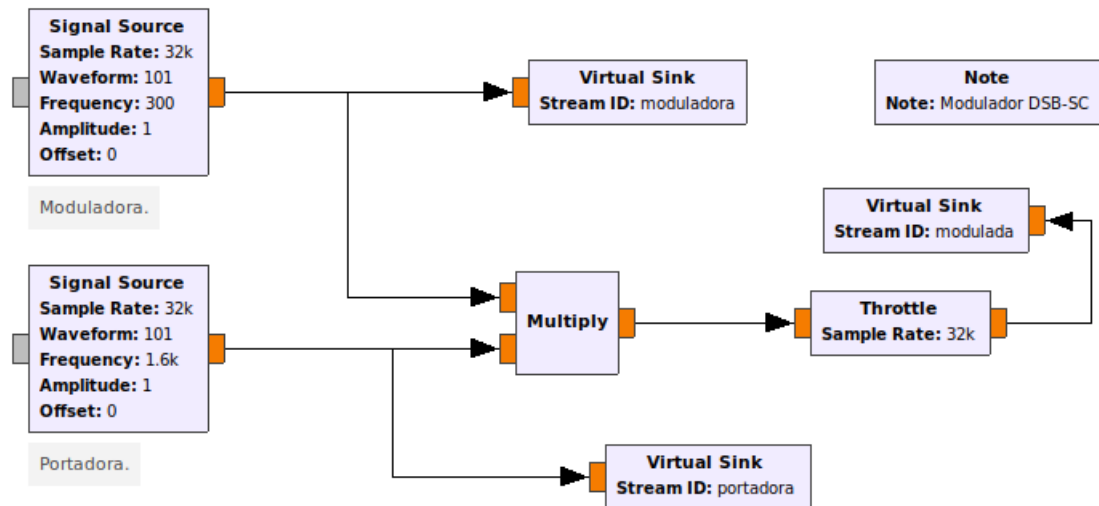 Signal Source
Sample Rate: 32k
Waveform: 101
Frequency: 300
Amplitude: 1
Offset: 0
Moduladora.
Virtual Sink
Stream ID: moduladora
Note
Note: Modulador DSB-SC
Virtual Sink
Stream ID: modulada
Signal Source
Sample Rate: 32k
Waveform: 101
Frequency: 1.6k
Amplitude: 1
Offset: 0
Portadora.
Multiply
Throttle
Sample Rate: 32k
Virtual Sink
Stream ID: portadora